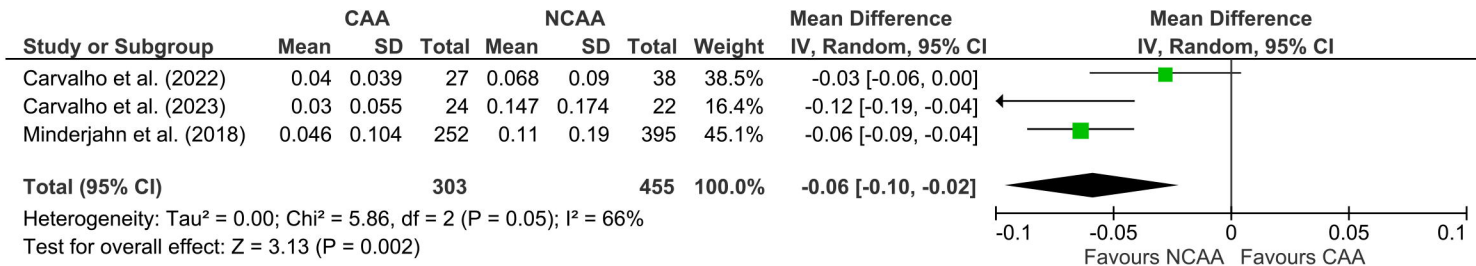 CAA NCAA Mean Difference Mean Difference
Study or Subgroup Mean SD Total Mean SD Total Weight IV, Random, 95% CI IV, Random, 95% CI
Carvalho et al. (2022) 0.04 0.039 27 0.068 0.09 38 38.5% -0.03 [-0.06, 0.00]
Carvalho et al. (2023) 0.03 0.055 24 0.147 0.174 22 16.4% -0.12 [-0.19, -0.04]
Minderjahn et al. (2018) 0.046 0.104 252 0.11 0.19 395 45.1% -0.06 [-0.09, -0.04]
Total (95% CI) 303 455 100.0% -0.06 [-0.10, -0.02]
Heterogeneity: Tau² = 0.00; Chi² = 5.86, df = 2 (P = 0.05); I² = 66%
Test for overall effect: Z = 3.13 (P = 0.002)
-0.1 -0.05 0 0.05 0.1
Favours NCAA Favours CAA